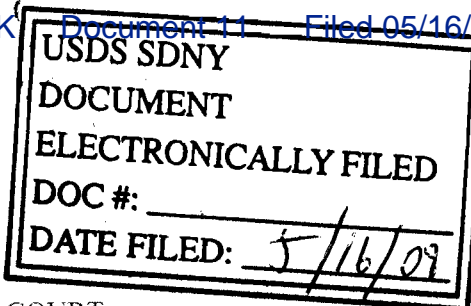 Document 11 Filed 05/16/
USDS SDNY
DOCUMENT
ELECTRONICALLY FILED
DOC #:
DATE FILED: 5/16/09
COURT